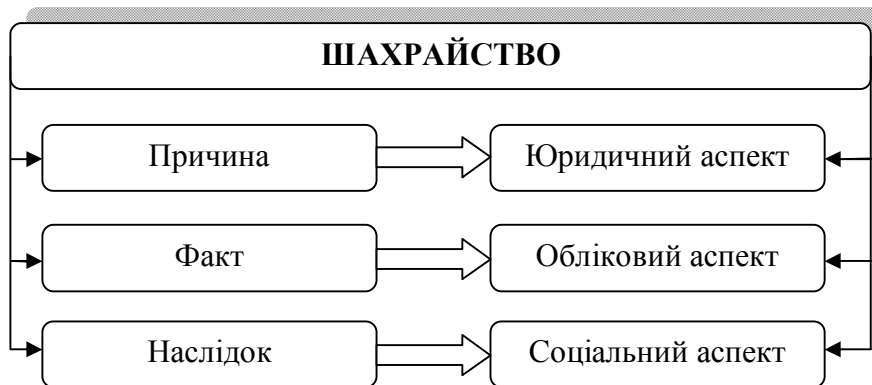 ШАХРАЙСТВО
Причина
Юридичний аспект
Факт
Обліковий аспект
Наслідок
Соціальний аспект